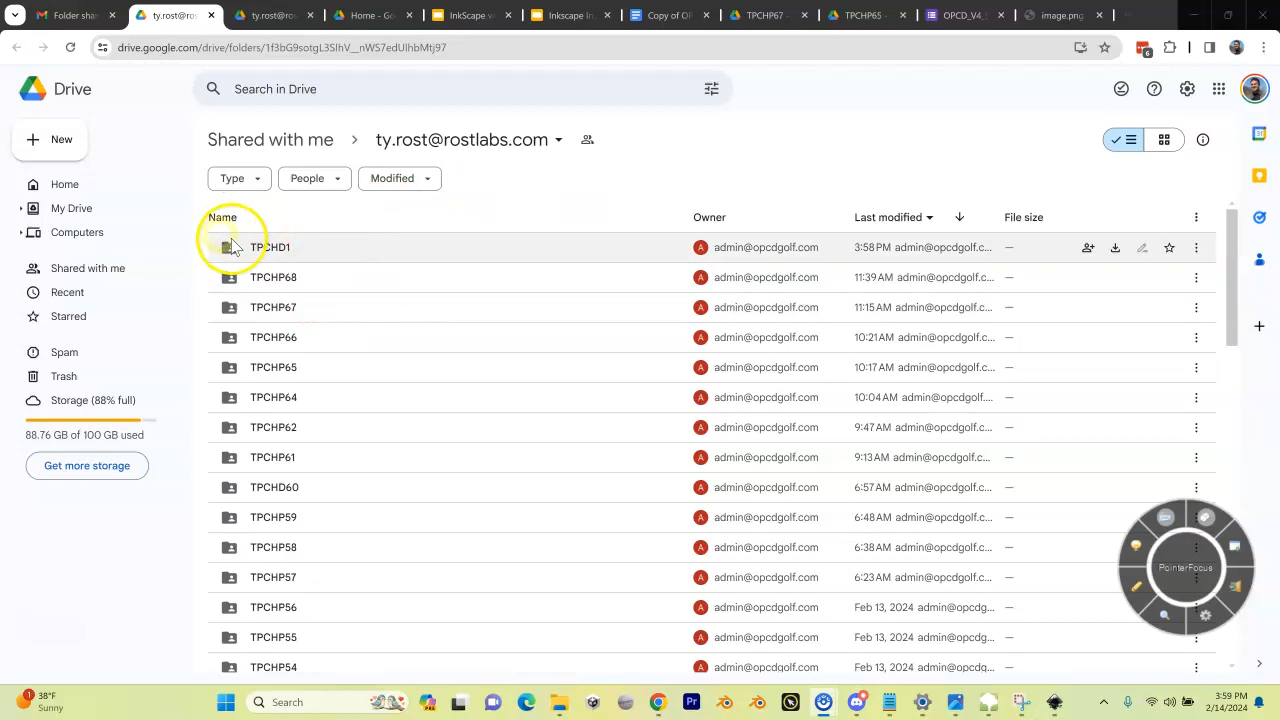 Folder shar
ty.rost@rost
ty.rost@rost
Home - Goo
InkScape ve
Inkscape In
Copy of OP
TPCHP67 -
TPCHP65 -
OPCD_V4_
image.png
drive.google.com/drive/folders/1f3bG9sotgL3SIhV__nWS7edUIhbMtj97
6
Drive
Search in Drive
New
Shared with me
ty.rost@rostlabs.com
Type
People
Modified
Home
My Drive
Computers
Shared with me
Recent
Starred
Spam
Trash
Storage (88% full)
88.76 GB of 100 GB used
Get more storage
Name Owner Last modified File size
TPCHD1 A admin@opcdgolf.com 3:58 PM admin@opcdgolf.c... —
TPCHP68 A admin@opcdgolf.com 11:39 AM admin@opcdgolf.c... —
TPCHP67 A admin@opcdgolf.com 11:15 AM admin@opcdgolf.c... —
TPCHP66 A admin@opcdgolf.com 10:21 AM admin@opcdgolf.c... —
TPCHP65 A admin@opcdgolf.com 10:17 AM admin@opcdgolf.c... —
TPCHP64 A admin@opcdgolf.com 10:04 AM admin@opcdgolf.... —
TPCHP62 A admin@opcdgolf.com 9:47 AM admin@opcdgolf.c... —
TPCHP61 A admin@opcdgolf.com 9:13 AM admin@opcdgolf.c... —
TPCHD60 A admin@opcdgolf.com 6:57 AM admin@opcdgolf.c... —
TPCHP59 A admin@opcdgolf.com 6:48 AM admin@opcdgolf.c... —
TPCHP58 A admin@opcdgolf.com 6:38 AM admin@opcdgolf.c... —
TPCHP57 A admin@opcdgolf.com 6:23 AM admin@opcdgolf.c... —
TPCHP56 A admin@opcdgolf.com Feb 13, 2024 admin@opcdg... —
TPCHP55 A admin@opcdgolf.com Feb 13, 2024 admin@opcdg... —
TPCHP54 A admin@opcdgolf.com Feb 13, 2024 admin@opcdg... —
PointerFocus
38°F
Sunny
Search
Pr
3:59 PM
2/14/2024